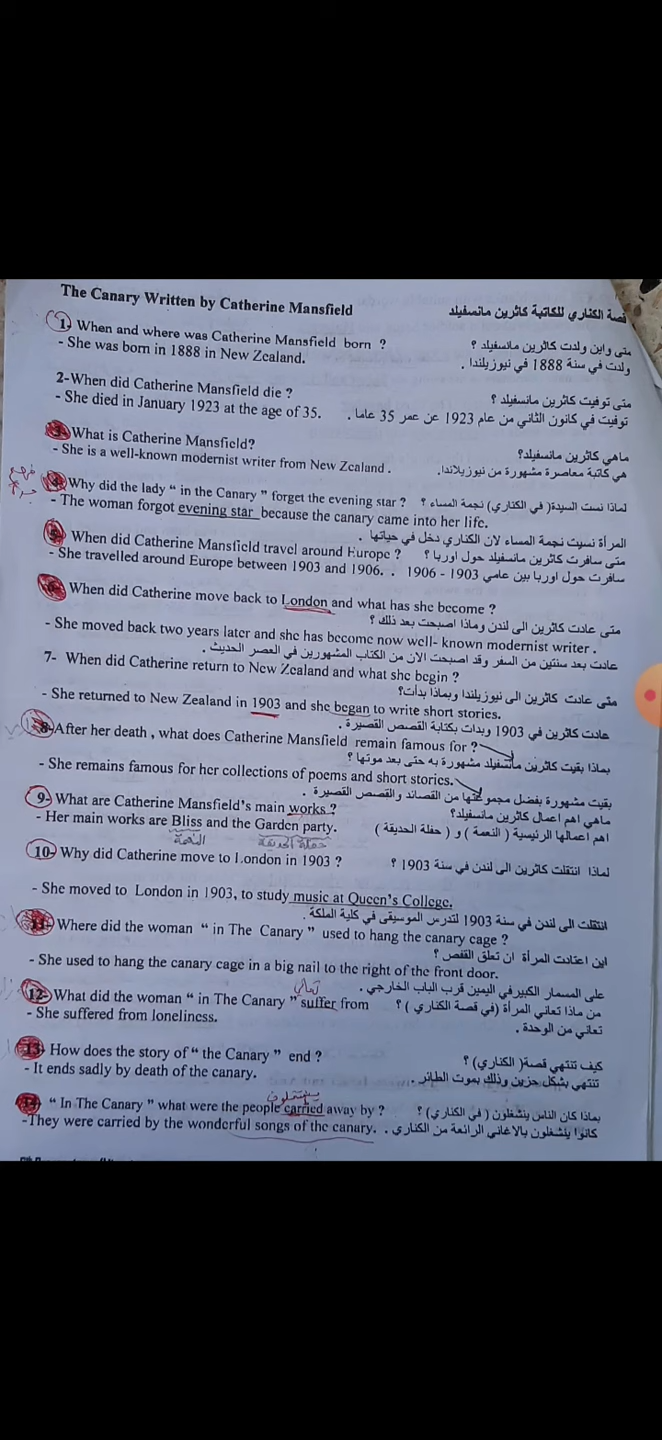 The Canary Written by Catherine Mansfield
قصة الكناري للكاتبة كاثرين مانسفيلد
1- When and where was Catherine Mansfield born ?
متى واين ولدت كاثرين مانسفيلد ؟
- She was born in 1888 in New Zealand.
ولدت في سنة 1888 في نيوزيلندا .
2-When did Catherine Mansfield die ?
متى توفيت كاثرين مانسفيلد ؟
- She died in January 1923 at the age of 35.
توفيت في كانون الثاني من عام 1923 عن عمر 35 عاما .
3- What is Catherine Mansfield?
ماهي كاثرين مانسفيلد؟
- She is a well-known modernist writer from New Zealand .
هي كاتبة معاصرة مشهورة من نيوزيلاندا.
4- Why did the lady “ in the Canary ” forget the evening star ?
لماذا نست السيدة( في الكناري) نجمة المساء ؟
- The woman forgot evening star because the canary came into her life.
المرأة نسيت نجمة المساء لان الكناري دخل في حياتها .
5- When did Catherine Mansfield travel around Europe ?
متى سافرت كاثرين مانسفيلد حول اوربا ؟
- She travelled around Europe between 1903 and 1906. .
سافرت حول اوربا بين عامي 1903 - 1906
6- When did Catherine move back to London and what has she become ?
متى عادت كاثرين الى لندن وماذا اصبحت بعد ذلك ؟
- She moved back two years later and she has become now well- known modernist writer .
عادت بعد سنتين من السفر وقد اصبحت الان من الكتاب المشهورين في العصر الحديث .
7- When did Catherine return to New Zealand and what she begin ?
متى عادت كاثرين الى نيوزيلندا وبماذا بدأت؟
- She returned to New Zealand in 1903 and she began to write short stories.
عادت كاثرين في 1903 وبدات بكتابة القصص القصيرة .
8-After her death , what does Catherine Mansfield remain famous for ?
بماذا بقيت كاثرين مانسفيلد مشهورة به حتى بعد موتها ؟
- She remains famous for her collections of poems and short stories.
بقيت مشهورة بفضل مجموعتها من القصائد والقصص القصيرة .
9- What are Catherine Mansfield’s main works ?
ماهي اهم اعمال كاثرين مانسفيلد؟
- Her main works are Bliss and the Garden party.
اهم اعمالها الرئيسية ( النعمة ) و ( حفلة الحديقة )
النعمة
حفلة الحديقة
10- Why did Catherine move to London in 1903 ?
لماذا انتقلت كاثرين الى لندن في سنة 1903 ؟
- She moved to London in 1903, to study music at Queen’s College.
انتقلت الى لندن في سنة 1903 لتدرس الموسيقى في كلية الملكة .
11- Where did the woman “ in The Canary ” used to hang the canary cage ?
اين اعتادت المرأة ان تعلق القفص ؟
- She used to hang the canary cage in a big nail to the right of the front door.
على المسمار الكبير في اليمين قرب الباب الخارجي .
تعاني
12- What did the woman “ in The Canary ” suffer from
من ماذا تعاني المرأة (في قصة الكناري ) ؟
- She suffered from loneliness.
تعاني من الوحدة .
13- How does the story of “ the Canary ” end ?
كيف تنتهي قصة( الكناري) ؟
- It ends sadly by death of the canary.
تنتهي بشكل حزين وذلك بموت الطائر .
ينشغلون
14- “ In The Canary ” what were the people carried away by ?
بماذا كان الناس ينشغلون ( في الكناري) ؟
-They were carried by the wonderful songs of the canary.
كانوا ينشغلون بالاغاني الرائعة من الكناري .